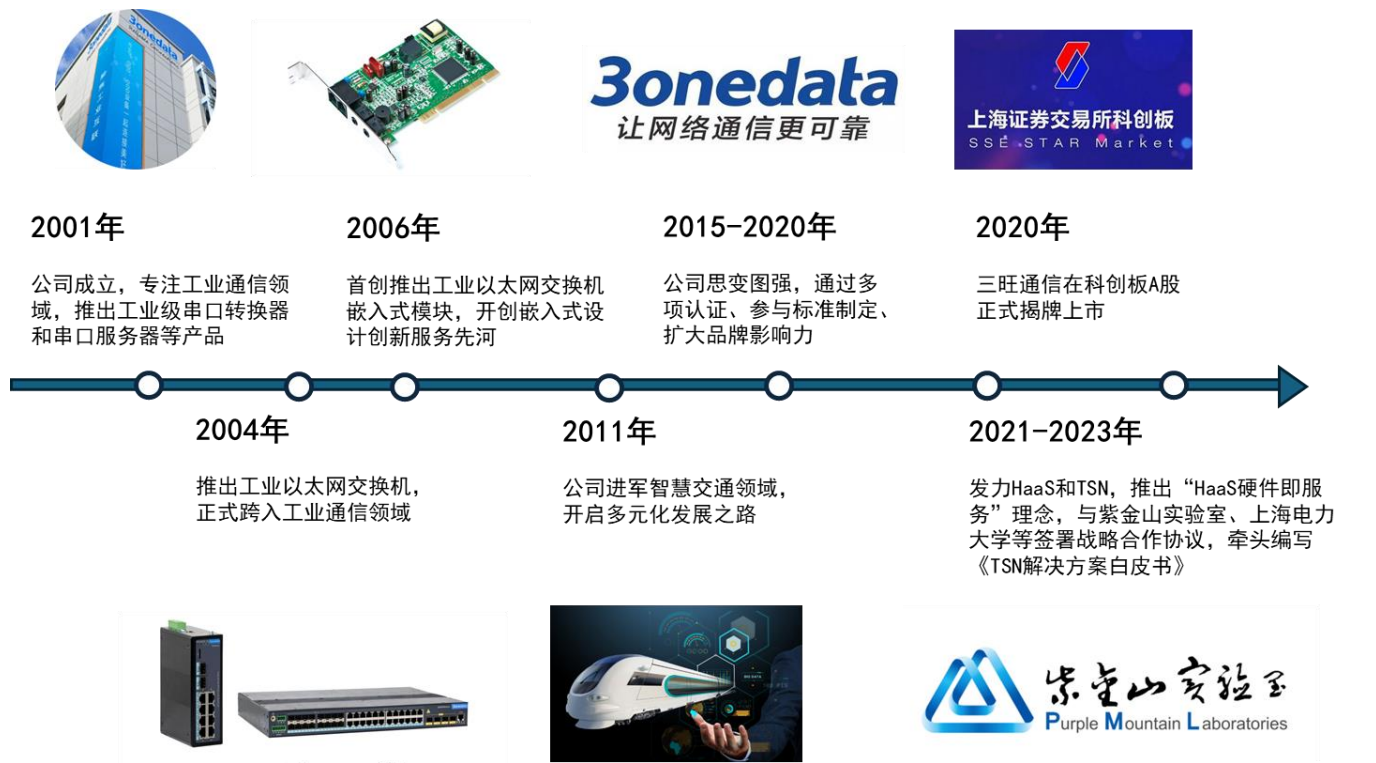 3onedata
3onedata
让网络通信更可靠
上海证券交易所科创板
SSE STAR Market
2001年
公司成立，专注工业通信领
域，推出工业级串口转换器
和串口服务器等产品
2006年
首创推出工业以太网交换机
嵌入式模块，开创嵌入式设
计创新服务先河
2015-2020年
公司思变图强，通过多
项认证、参与标准制定、
扩大品牌影响力
2020年
三旺通信在科创板A股
正式揭牌上市
2004年
推出工业以太网交换机，
正式跨入工业通信领域
2011年
公司进军智慧交通领域，
开启多元化发展之路
2021-2023年
发力HaaS和TSN，推出“HaaS硬件即服
务”理念，与紫金山实验室、上海电力
大学等签署战略合作协议，牵头编写
《TSN解决方案白皮书》
紫金山实验室
Purple Mountain Laboratories